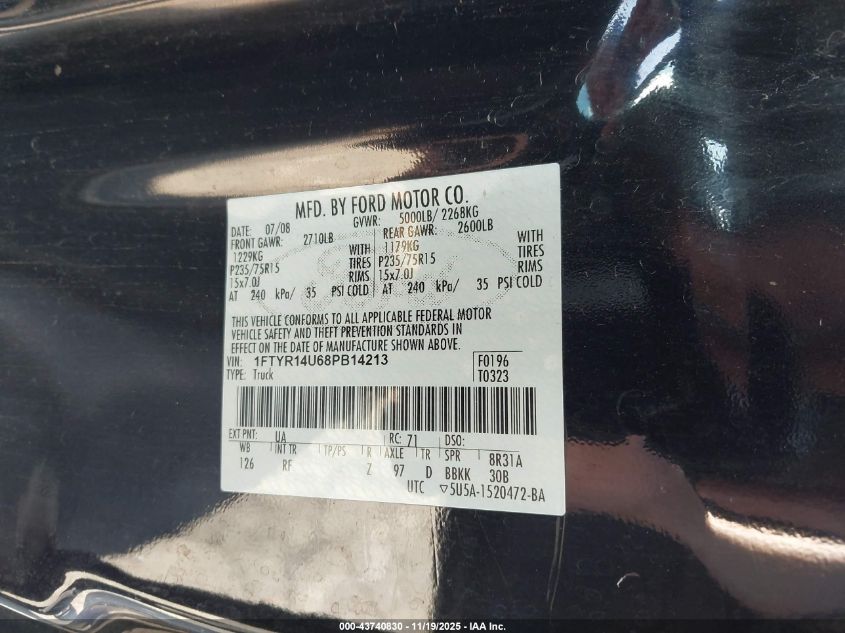 MFD. BY FORD MOTOR CO.
DATE: 07/08 GVWR: 5000LB/ 2268KG
FRONT GAWR: 2710LB REAR GAWR: 2600LB
1229KG WITH 1179KG WITH
P235/75R15 TIRES P235/75R15 TIRES
15x7.0J RIMS 15x7.0J RIMS
AT 240 kPa/ 35 PSI COLD AT 240 kPa/ 35 PSI COLD
THIS VEHICLE CONFORMS TO ALL APPLICABLE FEDERAL MOTOR
VEHICLE SAFETY AND THEFT PREVENTION STANDARDS IN
EFFECT ON THE DATE OF MANUFACTURE SHOWN ABOVE.
VIN: 1FTYR14U68PB14213 F0196
TYPE: Truck T0323
EXT PNT: UA RC: 71 DSO:
WB INT TR TP/PS R AXLE TR SPR 8R31A
126 RF Z 97 D BBKK 30B
UTC ▽5U5A-1520472-BA
000-43740830 - 11/19/2025 - IAA Inc.